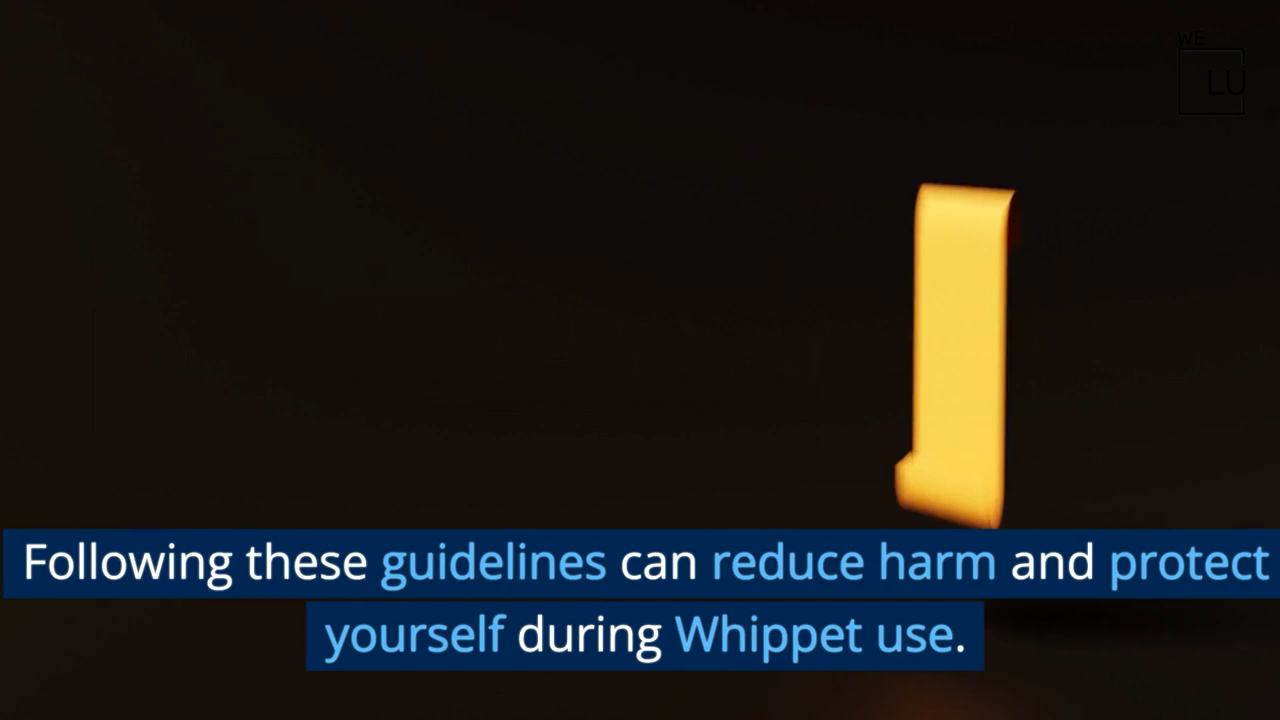 WE
LU
Following these guidelines can reduce harm and protect
yourself during Whippet use.